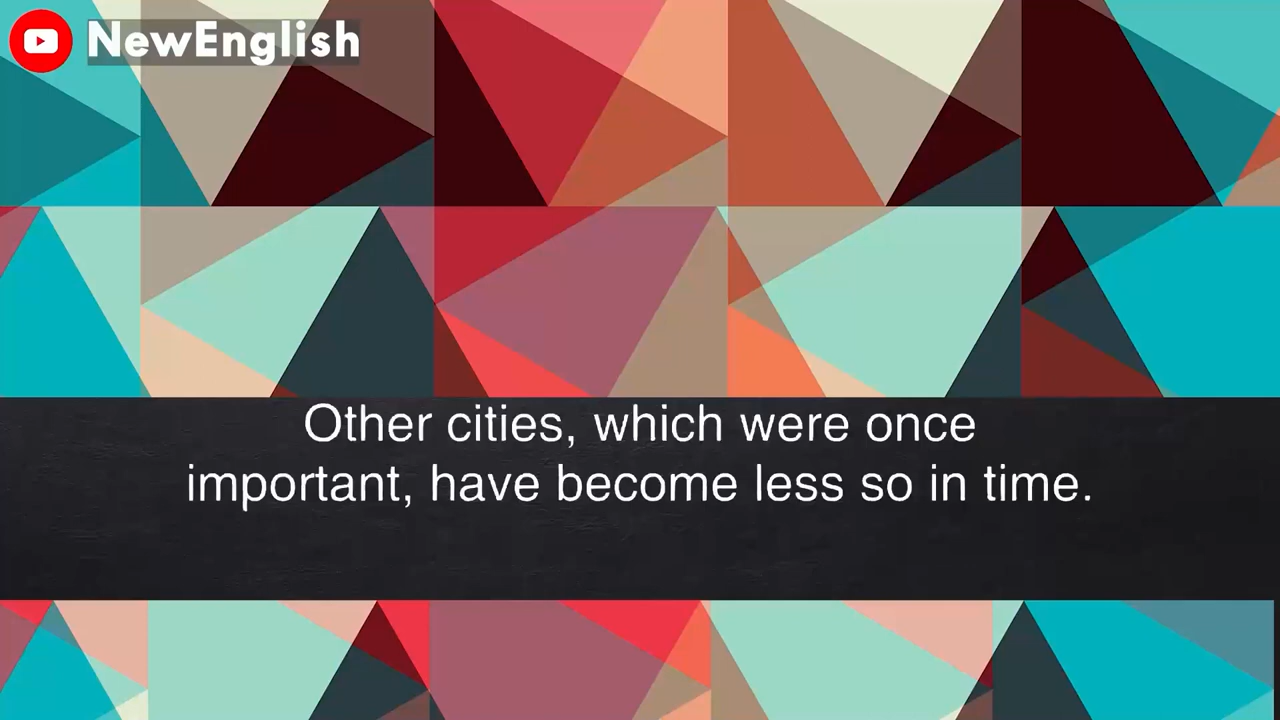 NewEnglish
Other cities, which were once
important, have become less so in time.